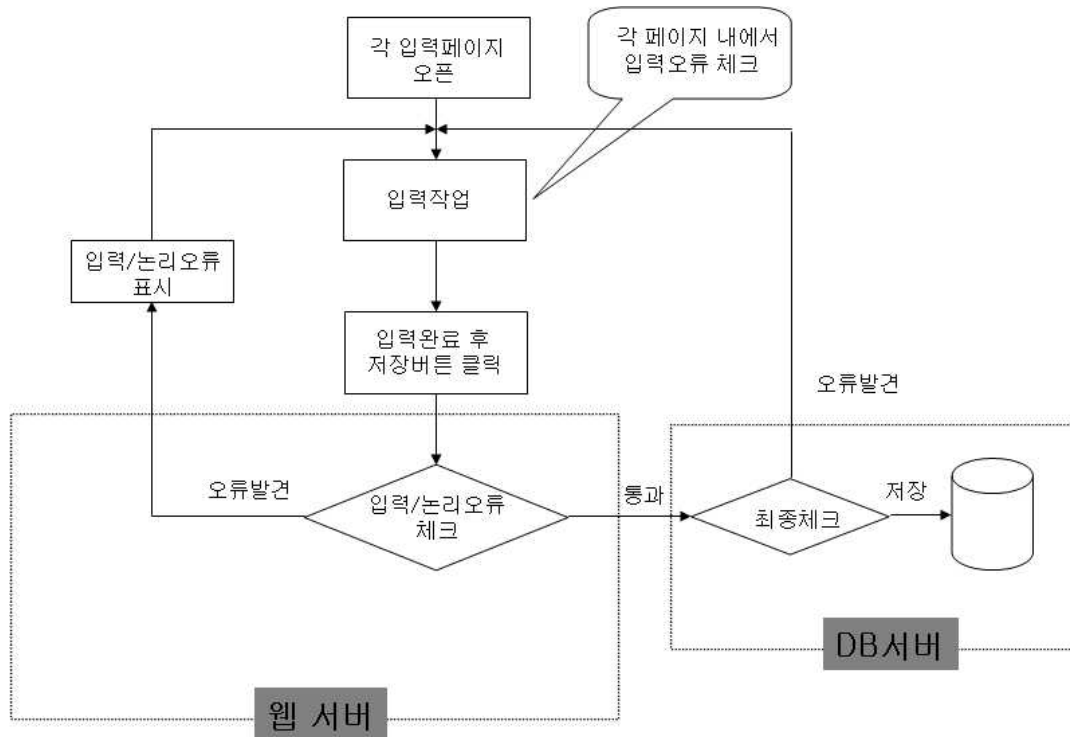 각 입력페이지
오픈
각 페이지 내에서
입력오류 체크
입력작업
입력/논리오류
표시
입력완료 후
저장버튼 클릭
오류발견
오류발견
입력/논리오류
체크
통과
최종체크
저장
DB서버
웹 서버